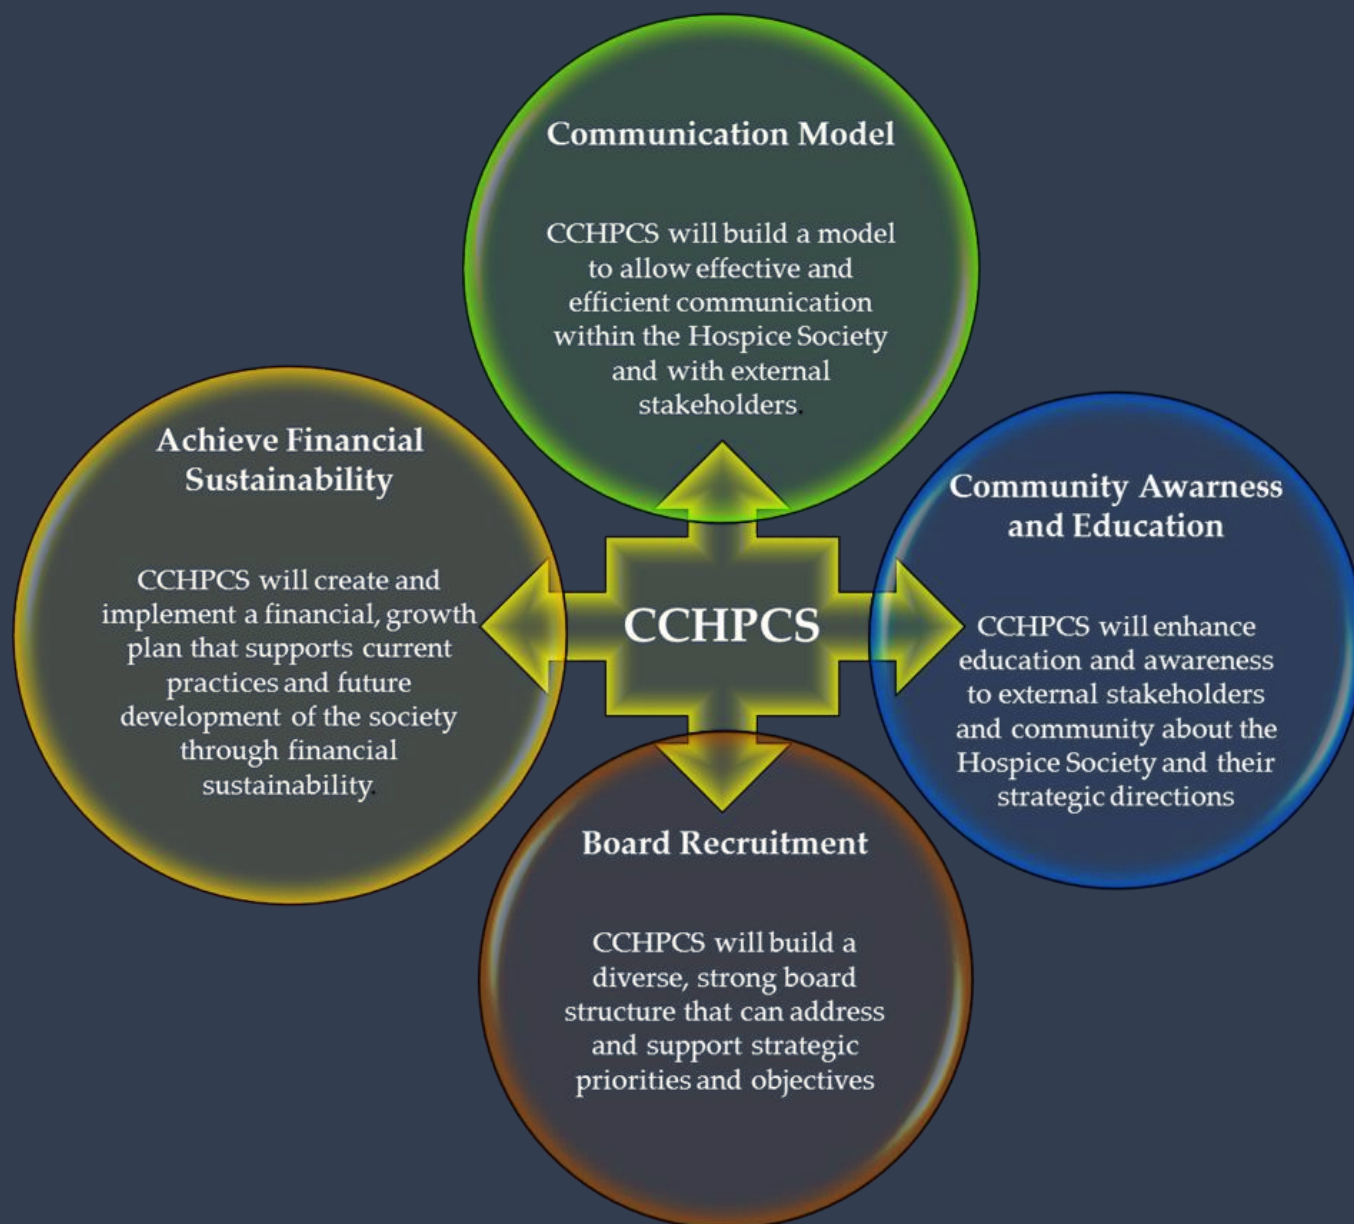 Communication Model
CCHPCS will build a model
to allow effective and
efficient communication
within the Hospice Society
and with external
stakeholders.
Achieve Financial
Sustainability
CCHPCS will create and
implement a financial, growth
plan that supports current
practices and future
development of the society
through financial
sustainability.
CCHPCS
Community Awarness
and Education
CCHPCS will enhance
education and awareness
to external stakeholders
and community about the
Hospice Society and their
strategic directions
Board Recruitment
CCHPCS will build a
diverse, strong board
structure that can address
and support strategic
priorities and objectives